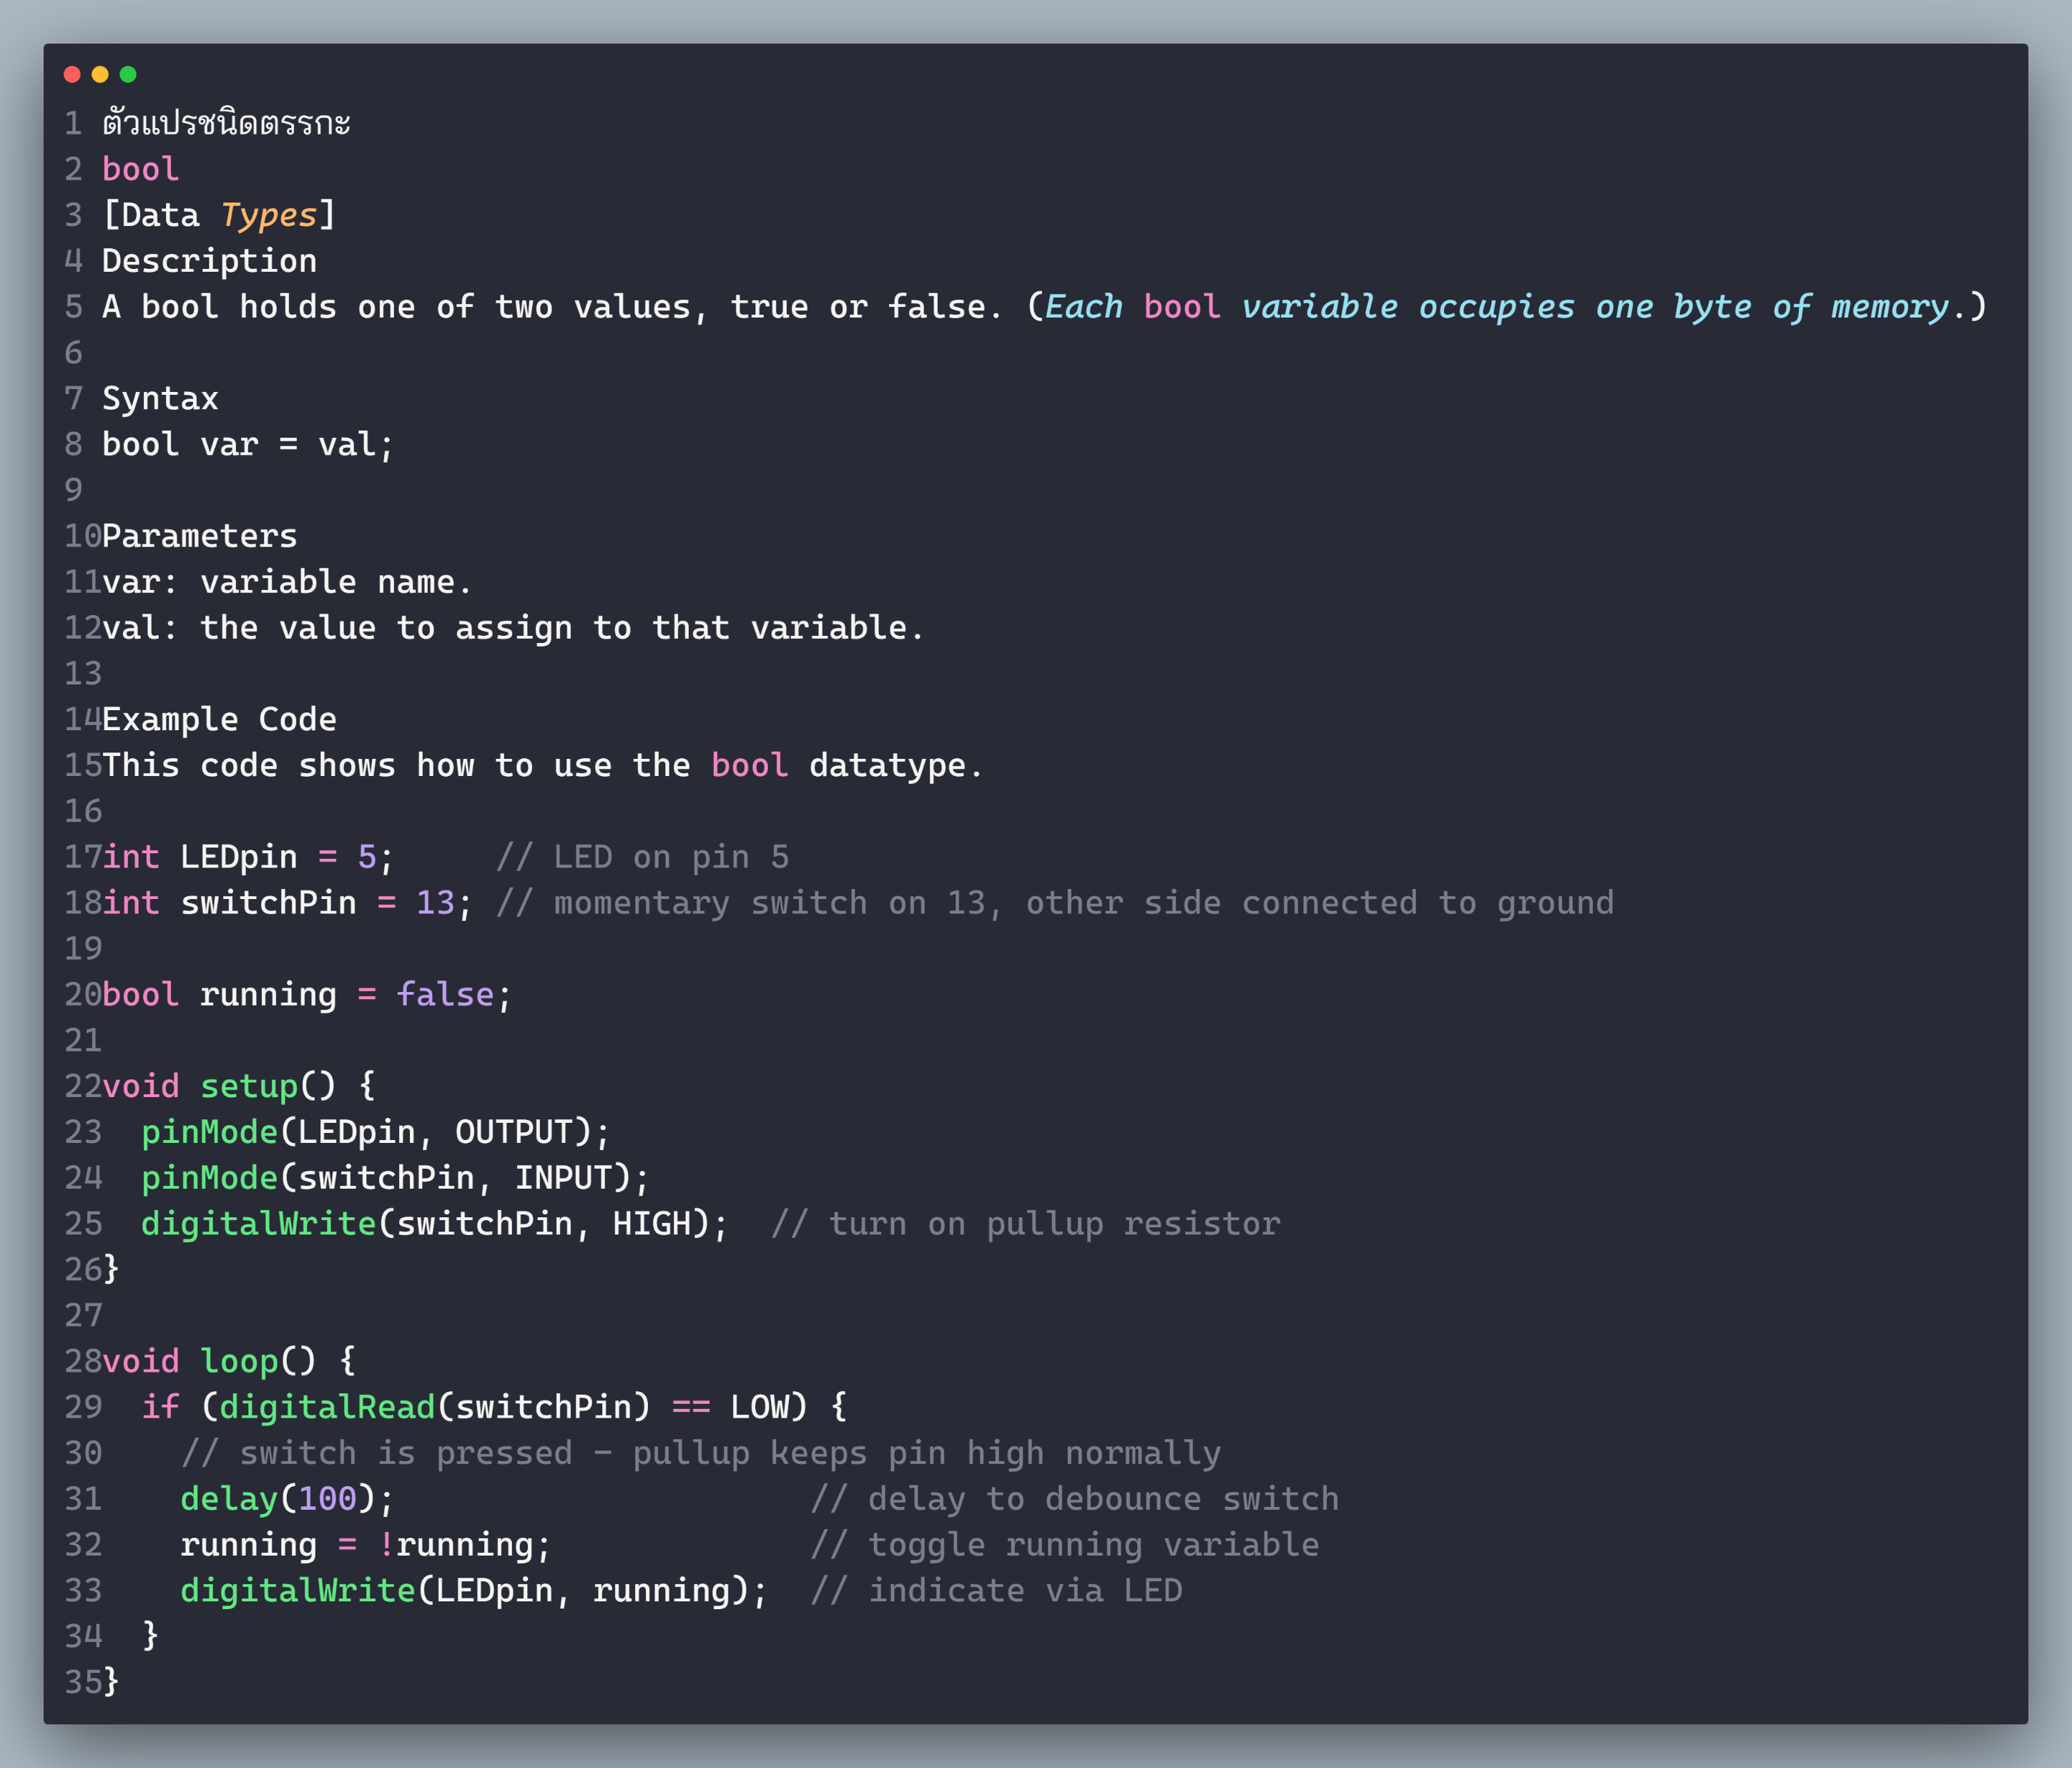 1 ตัวแปรชนิดตรรกะ
2 bool
3 [Data Types]
4 Description
5 A bool holds one of two values, true or false. (Each bool variable occupies one byte of memory.)
6
7 Syntax
8 bool var = val;
9
10Parameters
11var: variable name.
12val: the value to assign to that variable.
13
14Example Code
15This code shows how to use the bool datatype.
16
17int LEDpin = 5;     // LED on pin 5
18int switchPin = 13; // momentary switch on 13, other side connected to ground
19
20bool running = false;
21
22void setup() {
23  pinMode(LEDpin, OUTPUT);
24  pinMode(switchPin, INPUT);
25  digitalWrite(switchPin, HIGH);  // turn on pullup resistor
26}
27
28void loop() {
29  if (digitalRead(switchPin) == LOW) {
30    // switch is pressed - pullup keeps pin high normally
31    delay(100);                     // delay to debounce switch
32    running = !running;             // toggle running variable
33    digitalWrite(LEDpin, running);  // indicate via LED
34  }
35}